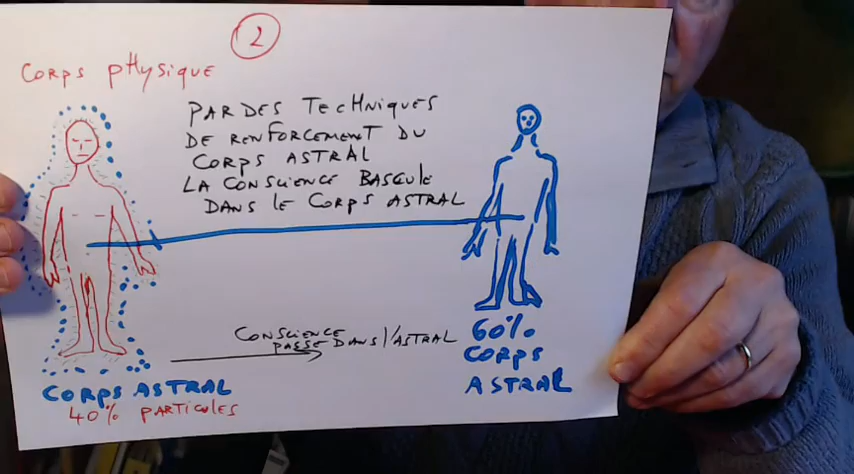 2
CORPS PHYSIQUE
PAR DES TECHNIQUES
DE RENFORCEMENT DU
CORPS ASTRAL
LA CONSCIENCE BASCULE
DANS LE CORPS ASTRAL
CONSCIENCE
PASSE DANS L'ASTRAL
60%
CORPS
ASTRAL
CORPS ASTRAL
40% PARTICULES